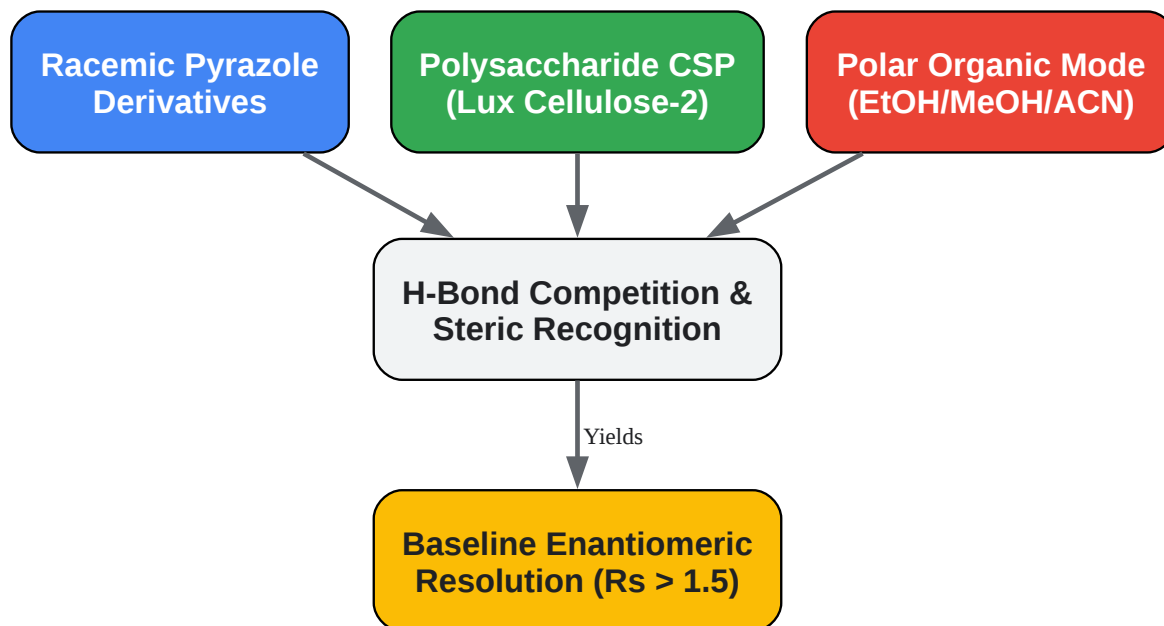 Racemic Pyrazole
Derivatives
Polysaccharide CSP
(Lux Cellulose-2)
Polar Organic Mode
(EtOH/MeOH/ACN)
H-Bond Competition &
Steric Recognition
Yields
Baseline Enantiomeric
Resolution (Rs > 1.5)